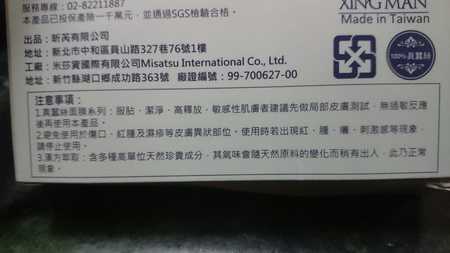 服務專線：02-82211887
本產品已投保產險一千萬元，並通過SGS檢驗合格。
XING MAN
Made in Taiwan
出品：昕芮有限公司
地址：新北市中和區員山路327巷76號1樓
工廠：米莎賓國際有限公司Misatsu International Co., Ltd.
地址：新竹縣湖口鄉成功路363號 廠證編號：99-700627-00
100%真蠶絲
注意事項：
1.真蠶絲面膜系列：服貼、潔淨、高釋放，敏感性肌膚者建議先做局部皮膚測試，無過敏反應
後再使用本產品。
2.避免使用於傷口、紅腫及濕疹等皮膚異狀部位。使用時若出現紅、腫、癢、刺激感等現象，
請停止使用。
3.漢方萃取：含多種高單位天然珍貴成分，其氣味會隨天然原料的變化而稍有出入，此乃正常
現象。